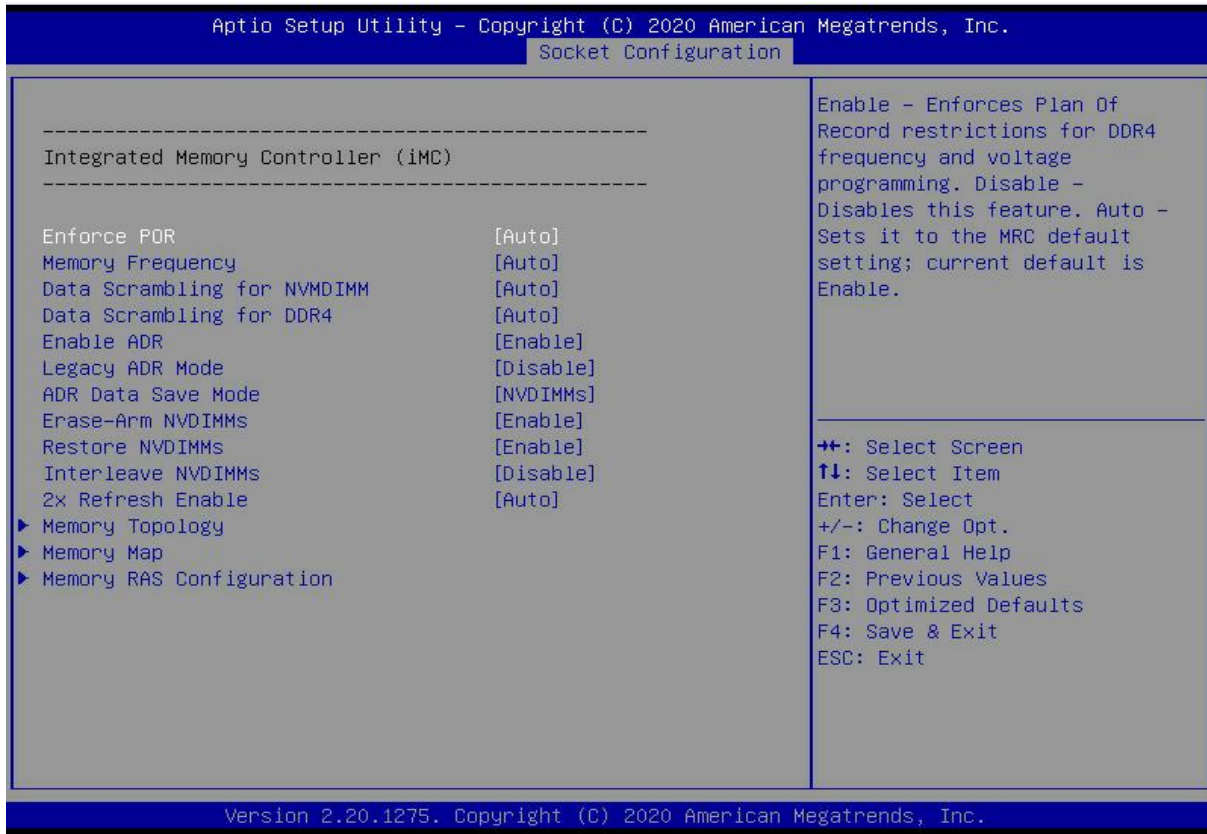 Aptio Setup Utility – Copyright (C) 2020 American Megatrends, Inc.
Socket Configuration
--------------------------------------------------
Integrated Memory Controller (iMC)
--------------------------------------------------
Enforce POR [Auto]
Memory Frequency [Auto]
Data Scrambling for NVMDIMM [Auto]
Data Scrambling for DDR4 [Auto]
Enable ADR [Enable]
Legacy ADR Mode [Disable]
ADR Data Save Mode [NVDIMMs]
Erase-Arm NVDIMMs [Enable]
Restore NVDIMMs [Enable]
Interleave NVDIMMs [Disable]
2x Refresh Enable [Auto]
Memory Topology
Memory Map
Memory RAS Configuration
Enable – Enforces Plan Of
Record restrictions for DDR4
frequency and voltage
programming. Disable –
Disables this feature. Auto –
Sets it to the MRC default
setting; current default is
Enable.
→←: Select Screen
↑↓: Select Item
Enter: Select
+/-: Change Opt.
F1: General Help
F2: Previous Values
F3: Optimized Defaults
F4: Save & Exit
ESC: Exit
Version 2.20.1275. Copyright (C) 2020 American Megatrends, Inc.